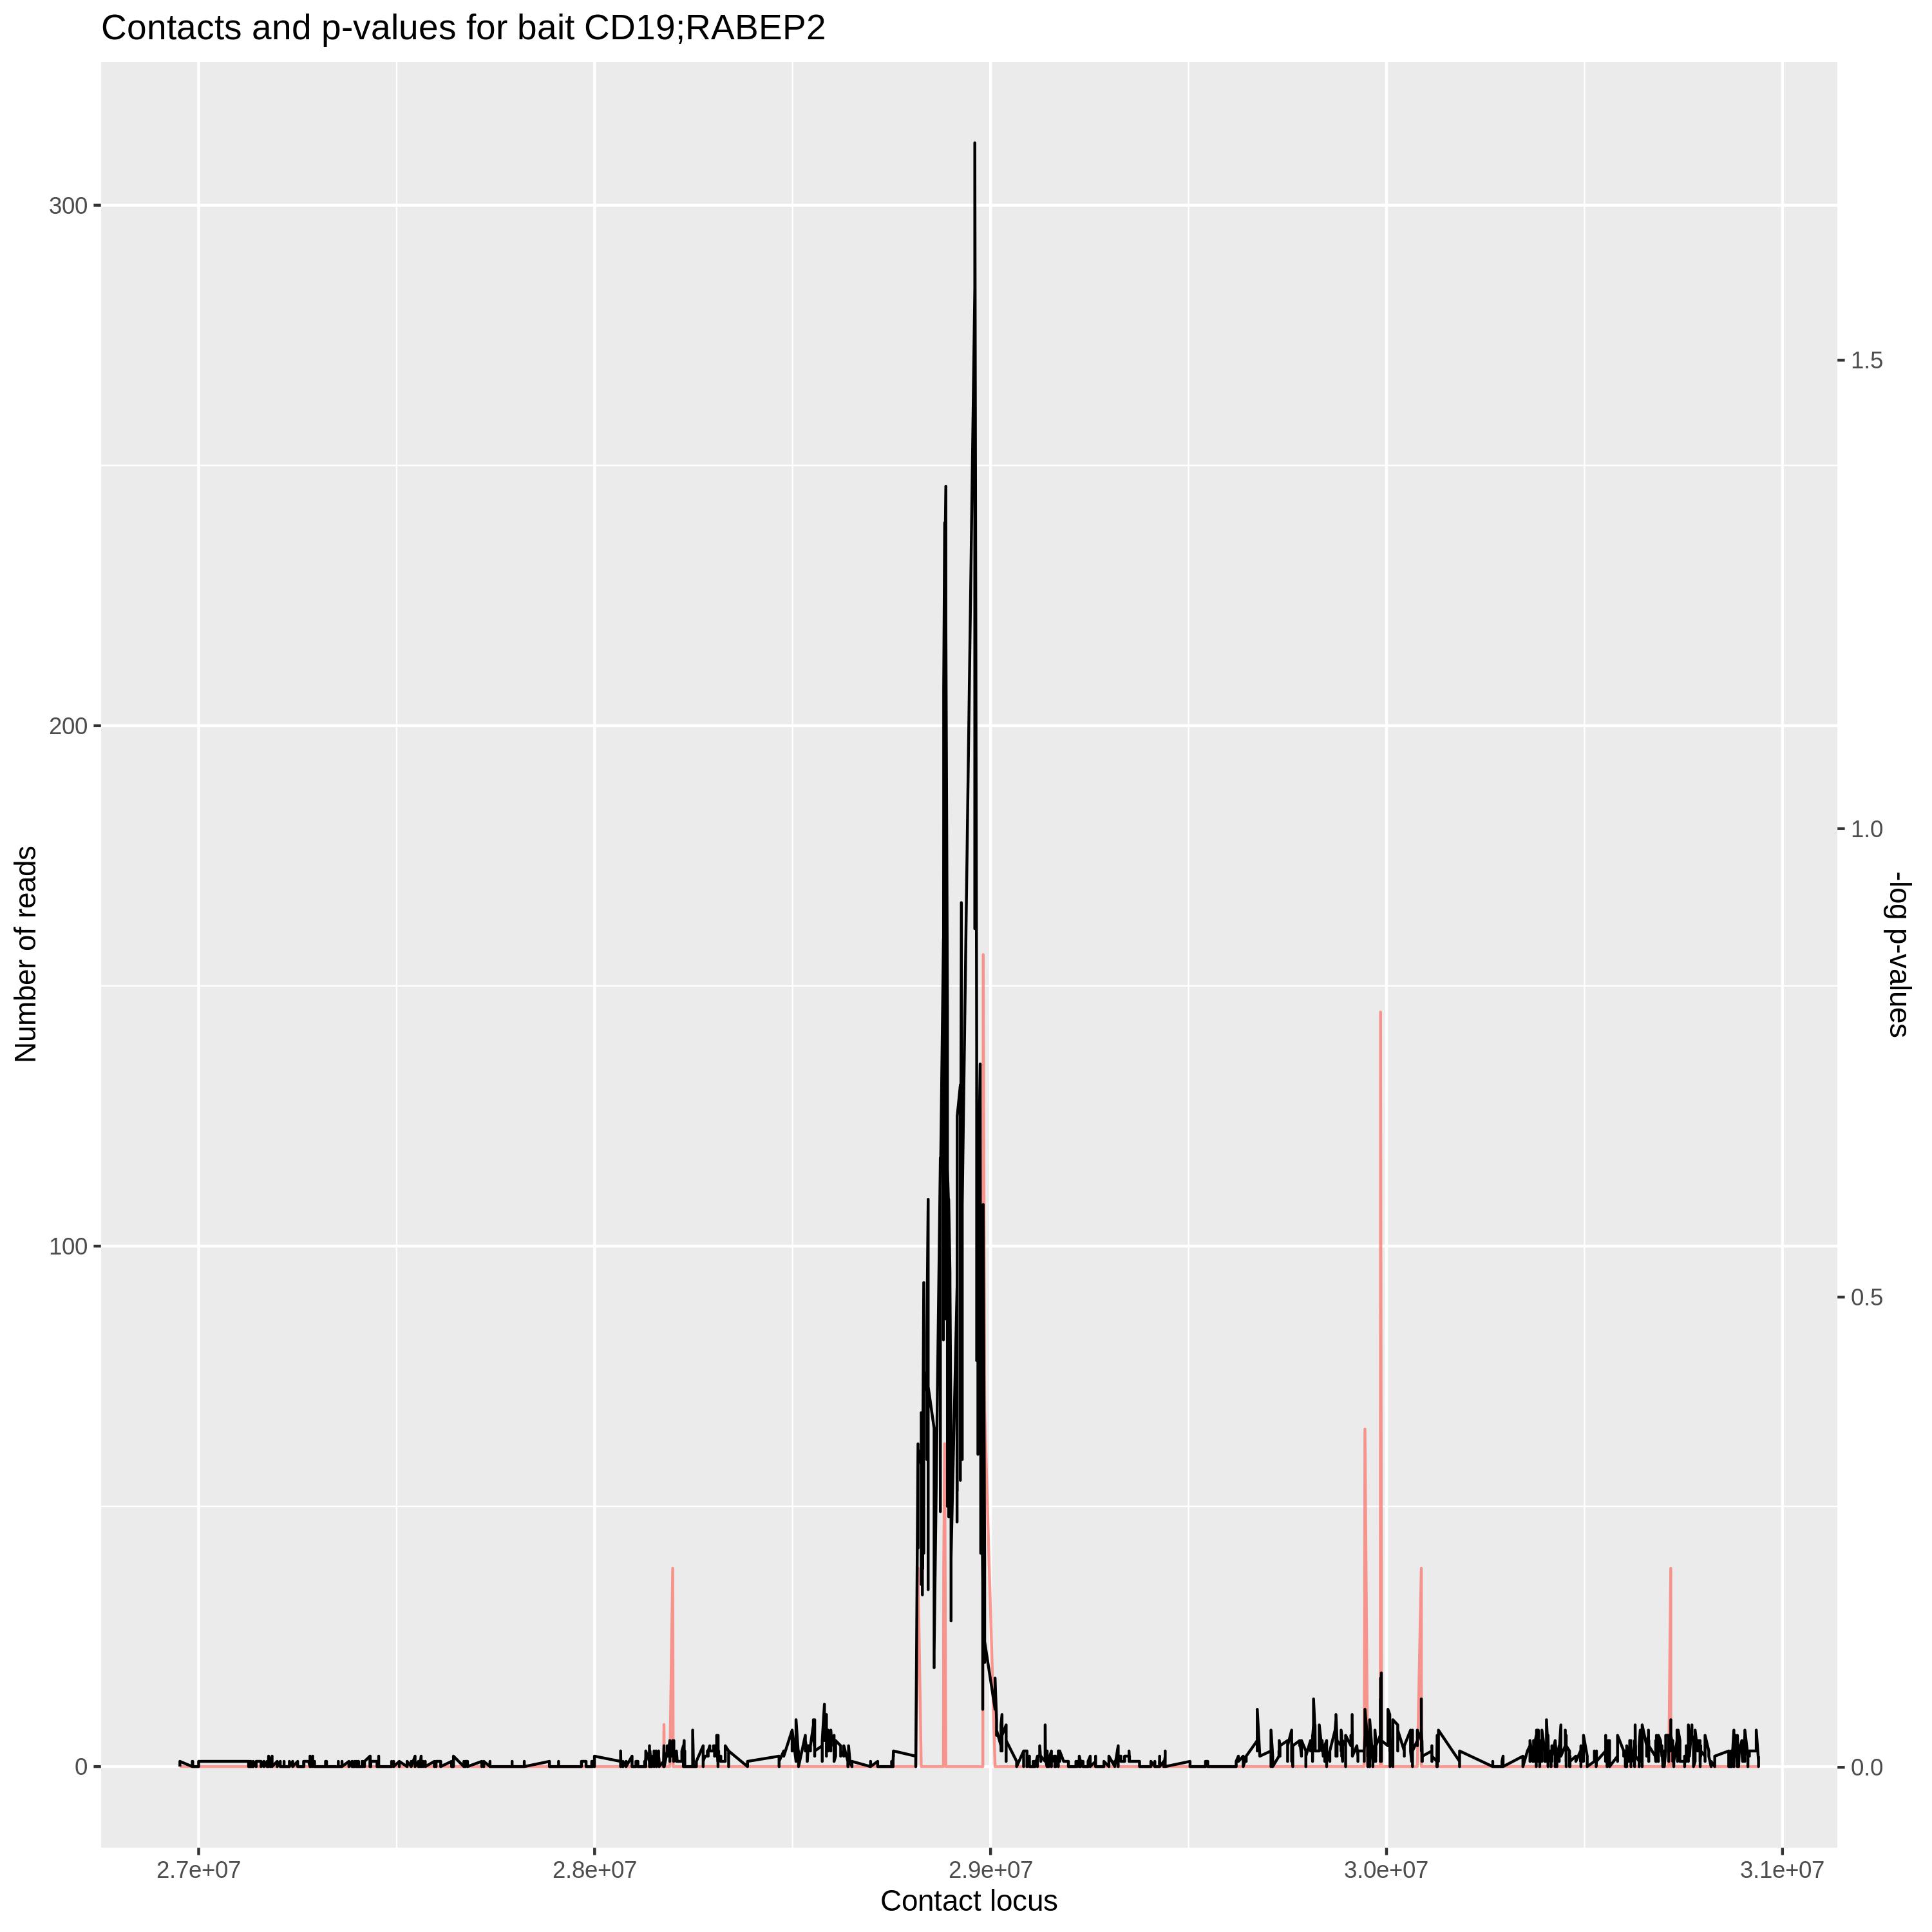 Contacts and p-values for bait CD19;RABEP2
300
200
100
0
Number of reads
1.5
1.0
0.5
0.0
-log p-values
2.7e+07 2.8e+07 2.9e+07 3.0e+07 3.1e+07
Contact locus